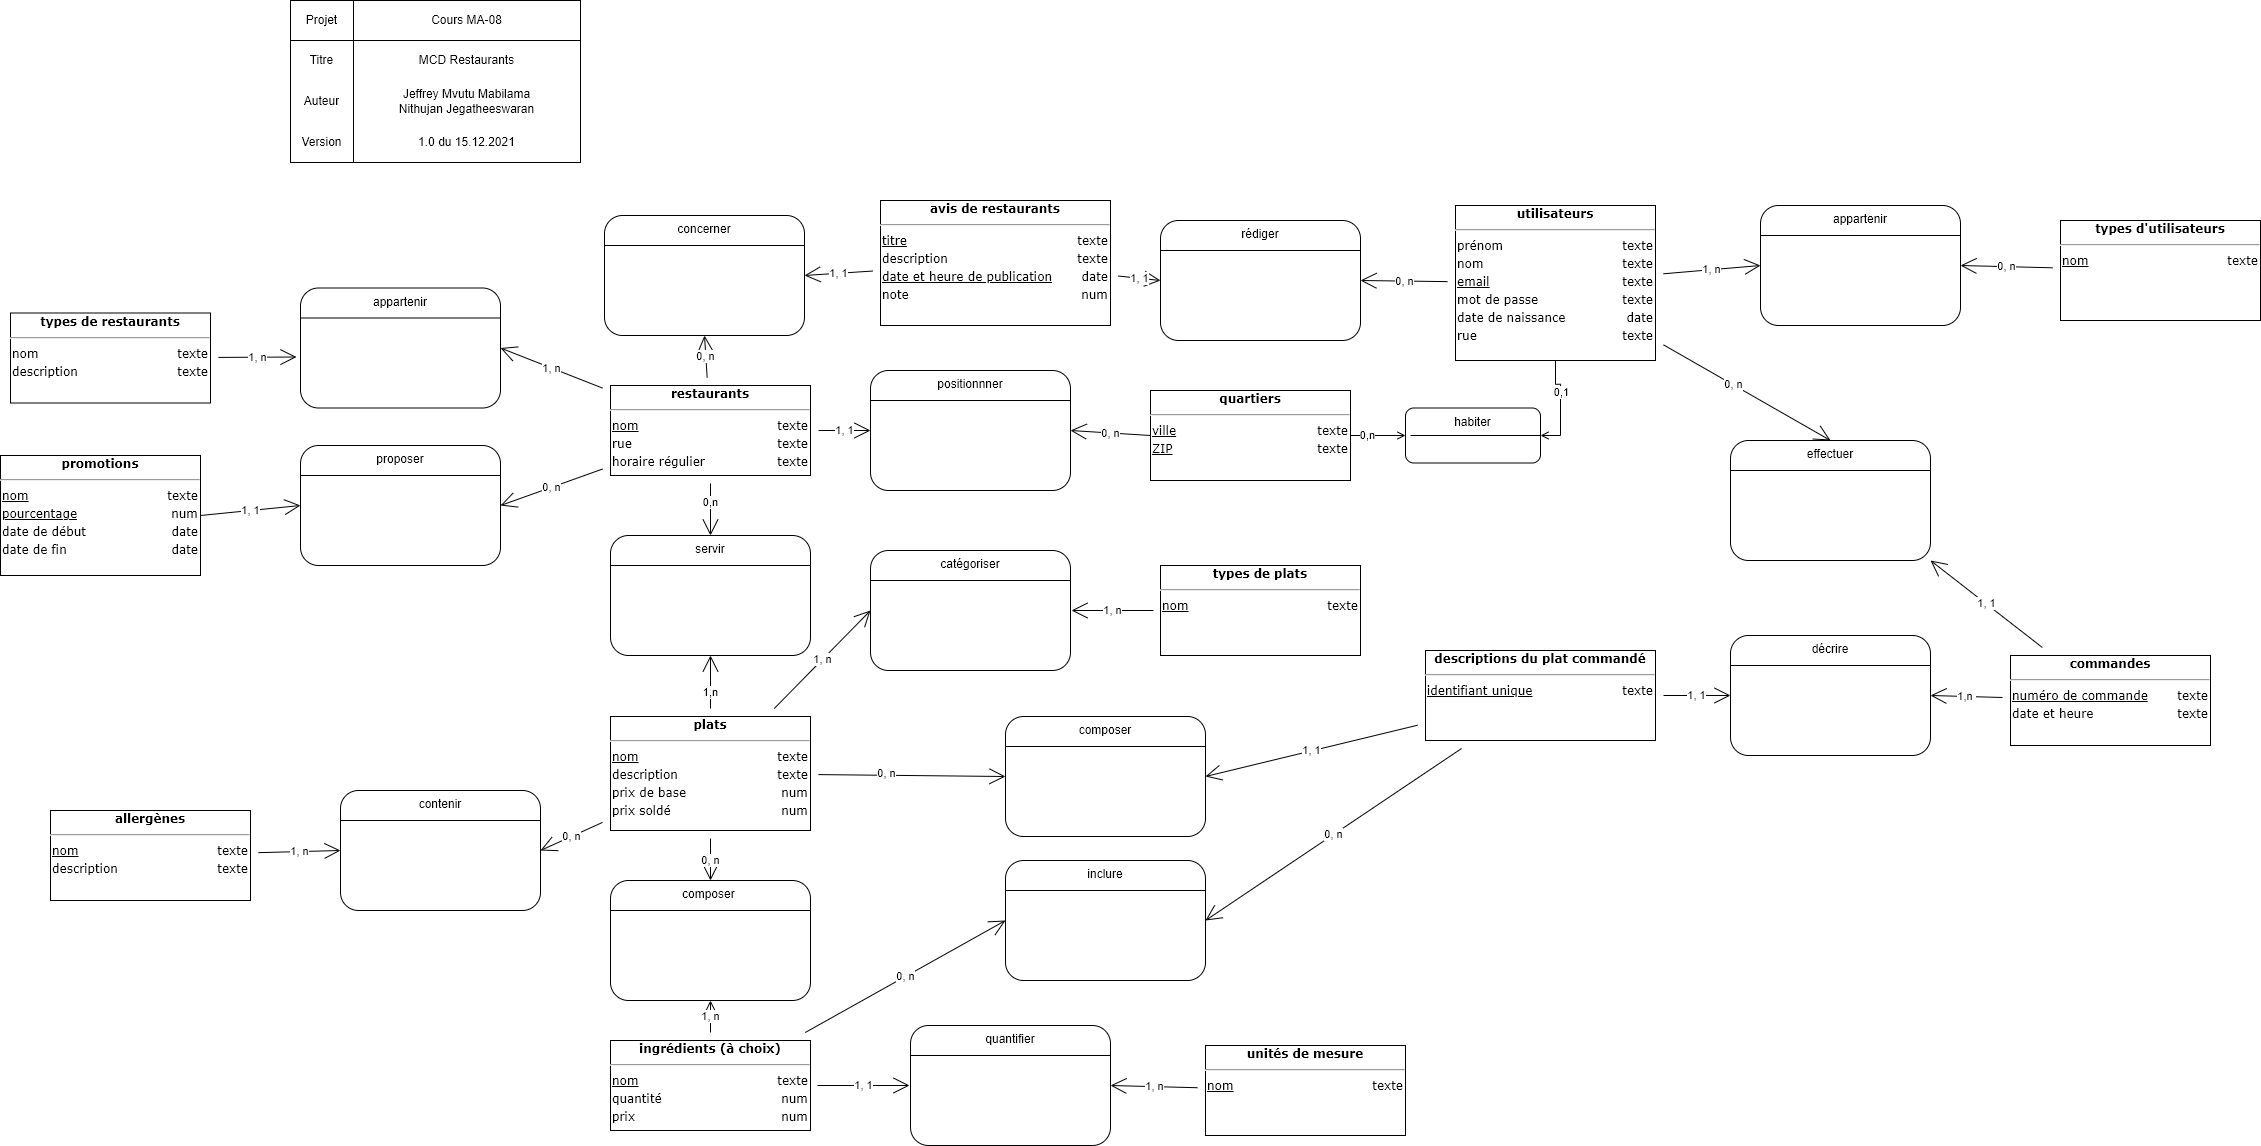 Projet Cours MA-08
Titre MCD Restaurants
Auteur Jeffrey Mvutu Mabilama
Nithujan Jegatheeswaran
Version 1.0 du 15.12.2021
concerner
avis de restaurants
titre texte
description texte
date et heure de publication date
note num
rédiger
utilisateurs
prénom texte
nom texte
email texte
mot de passe texte
date de naissance date
rue texte
appartenir
types d'utilisateurs
nom texte
1, 1
1, 1
0, n
1, n
0, n
types de restaurants
nom texte
description texte
1, n
appartenir
1, n
0, n
restaurants
nom texte
rue texte
horaire régulier texte
1, 1
positionnner
0, n
quartiers
ville texte
ZIP texte
0,n
habiter
0,1
0, n
effectuer
promotions
nom texte
pourcentage num
date de début date
date de fin date
1, 1
proposer
0, n
0,n
servir
1,n
catégoriser
1, n
types de plats
nom texte
1, n
1, 1
descriptions du plat commandé
identifiant unique texte
1, 1
décrire
1,n
commandes
numéro de commande texte
date et heure texte
plats
nom texte
description texte
prix de base num
prix soldé num
0, n
composer
1, 1
allergènes
nom texte
description texte
1, n
contenir
0, n
0, n
composer
inclure
0, n
0, n
1, n
ingrédients (à choix)
nom texte
quantité num
prix num
1, 1
quantifier
1, n
unités de mesure
nom texte